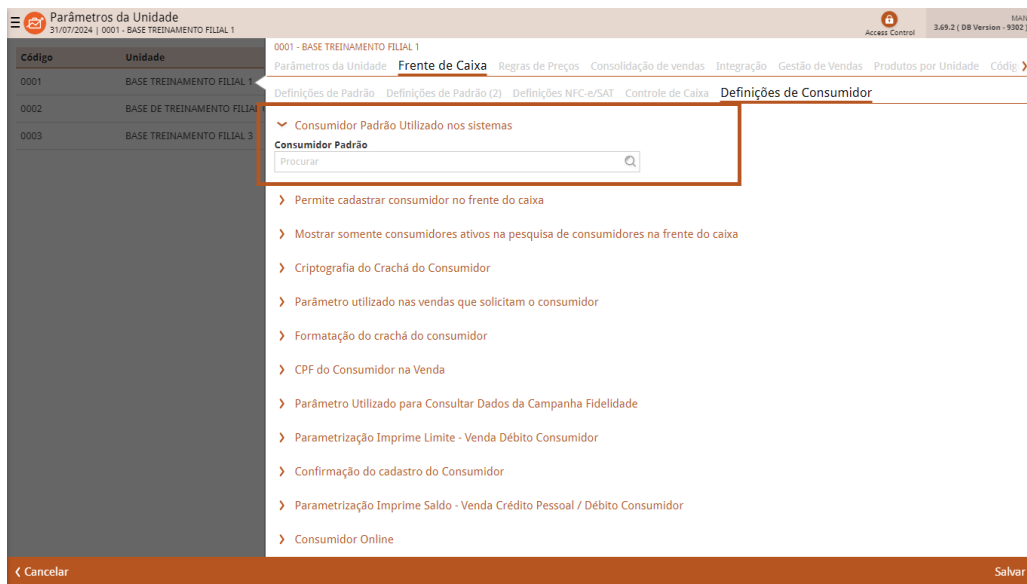 Parâmetros da Unidade
31/07/2024 | 0001 - BASE TREINAMENTO FILIAL 1
Access Control
MAN
3.69.2 ( DB Version - 9302 )
Código Unidade
0001 BASE TREINAMENTO FILIAL 1
0002 BASE DE TREINAMENTO FILIAL
0003 BASE TREINAMENTO FILIAL 3
0001 - BASE TREINAMENTO FILIAL 1
Parâmetros da Unidade Frente de Caixa Regras de Preços Consolidação de vendas Integração Gestão de Vendas Produtos por Unidade Códig
Definições de Padrão Definições de Padrão (2) Definições NFC-e/SAT Controle de Caixa Definições de Consumidor
Consumidor Padrão Utilizado nos sistemas
Consumidor Padrão
Procurar
Permite cadastrar consumidor no frente do caixa
Mostrar somente consumidores ativos na pesquisa de consumidores na frente do caixa
Criptografia do Crachá do Consumidor
Parâmetro utilizado nas vendas que solicitam o consumidor
Formatação do crachá do consumidor
CPF do Consumidor na Venda
Parâmetro Utilizado para Consultar Dados da Campanha Fidelidade
Parametrização Imprime Limite - Venda Débito Consumidor
Confirmação do cadastro do Consumidor
Parametrização Imprime Saldo - Venda Crédito Pessoal / Débito Consumidor
Consumidor Online
Cancelar
Salvar